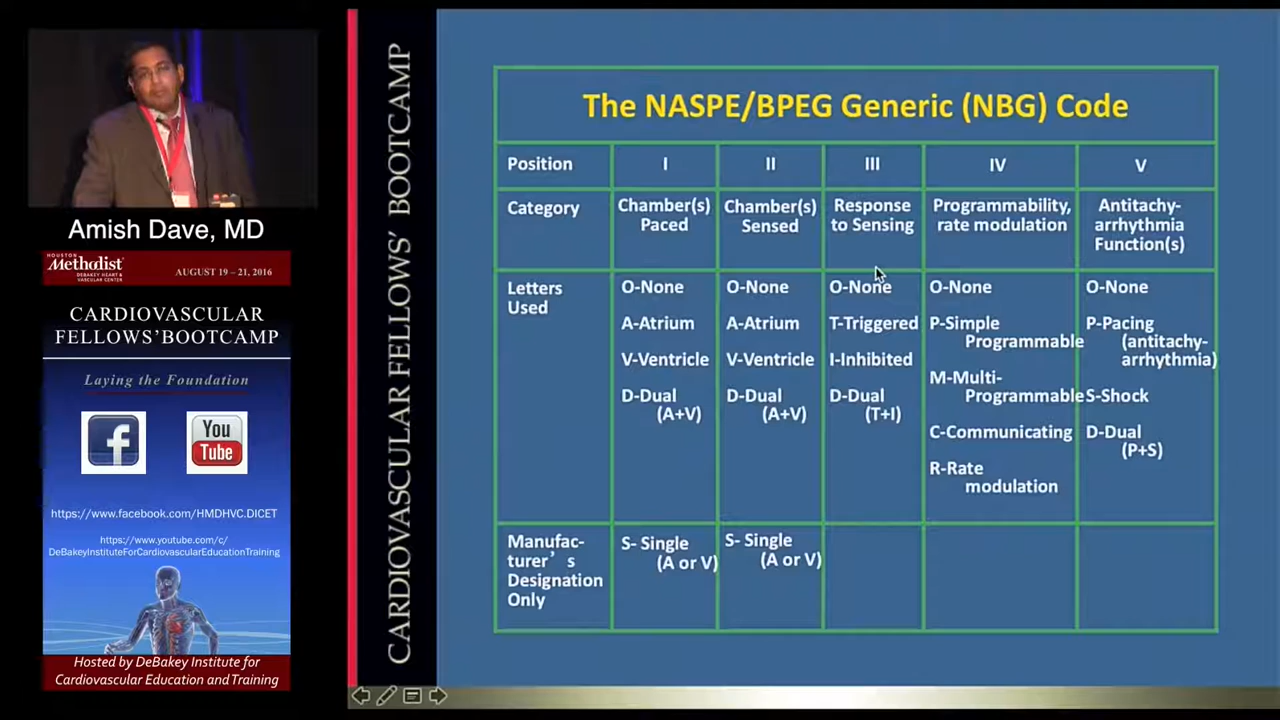 Amish Dave, MD
HOUSTON
Methodist
DEBAKEY HEART &
VASCULAR CENTER
AUGUST 19 – 21, 2016
CARDIOVASCULAR
FELLOWS'BOOTCAMP
Laying the Foundation
f
You
Tube
https://www.facebook.com/HMDHVC.DICET
https://www.youtube.com/c/
DeBakeyInstituteForCardiovascularEducationTraining
Hosted by DeBakey Institute for
Cardiovascular Education and Training
CARDIOVASCULAR FELLOWS' BOOTCAMP
The NASPE/BPEG Generic (NBG) Code
Position
I
II
III
IV
V
Category
Chamber(s)
Paced
Chamber(s)
Sensed
Response
to Sensing
Programmability,
rate modulation
Antitachy-
arrhythmia
Function(s)
Letters
Used
O-None
A-Atrium
V-Ventricle
D-Dual
(A+V)
O-None
A-Atrium
V-Ventricle
D-Dual
(A+V)
O-None
T-Triggered
I-Inhibited
D-Dual
(T+I)
O-None
P-Simple
Programmable
M-Multi-
Programmable
C-Communicating
R-Rate
modulation
O-None
P-Pacing
(antitachy-
arrhythmia)
S-Shock
D-Dual
(P+S)
Manufac-
turer's
Designation
Only
S- Single
(A or V)
S- Single
(A or V)